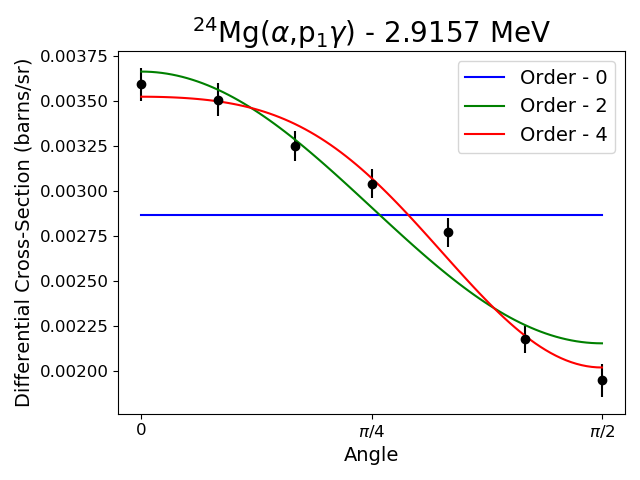 ²⁴Mg(α,p₁γ) - 2.9157 MeV
Differential Cross-Section (barns/sr)
0.00375
0.00350
0.00325
0.00300
0.00275
0.00250
0.00225
0.00200
Order - 0
Order - 2
Order - 4
0
π/4
π/2
Angle